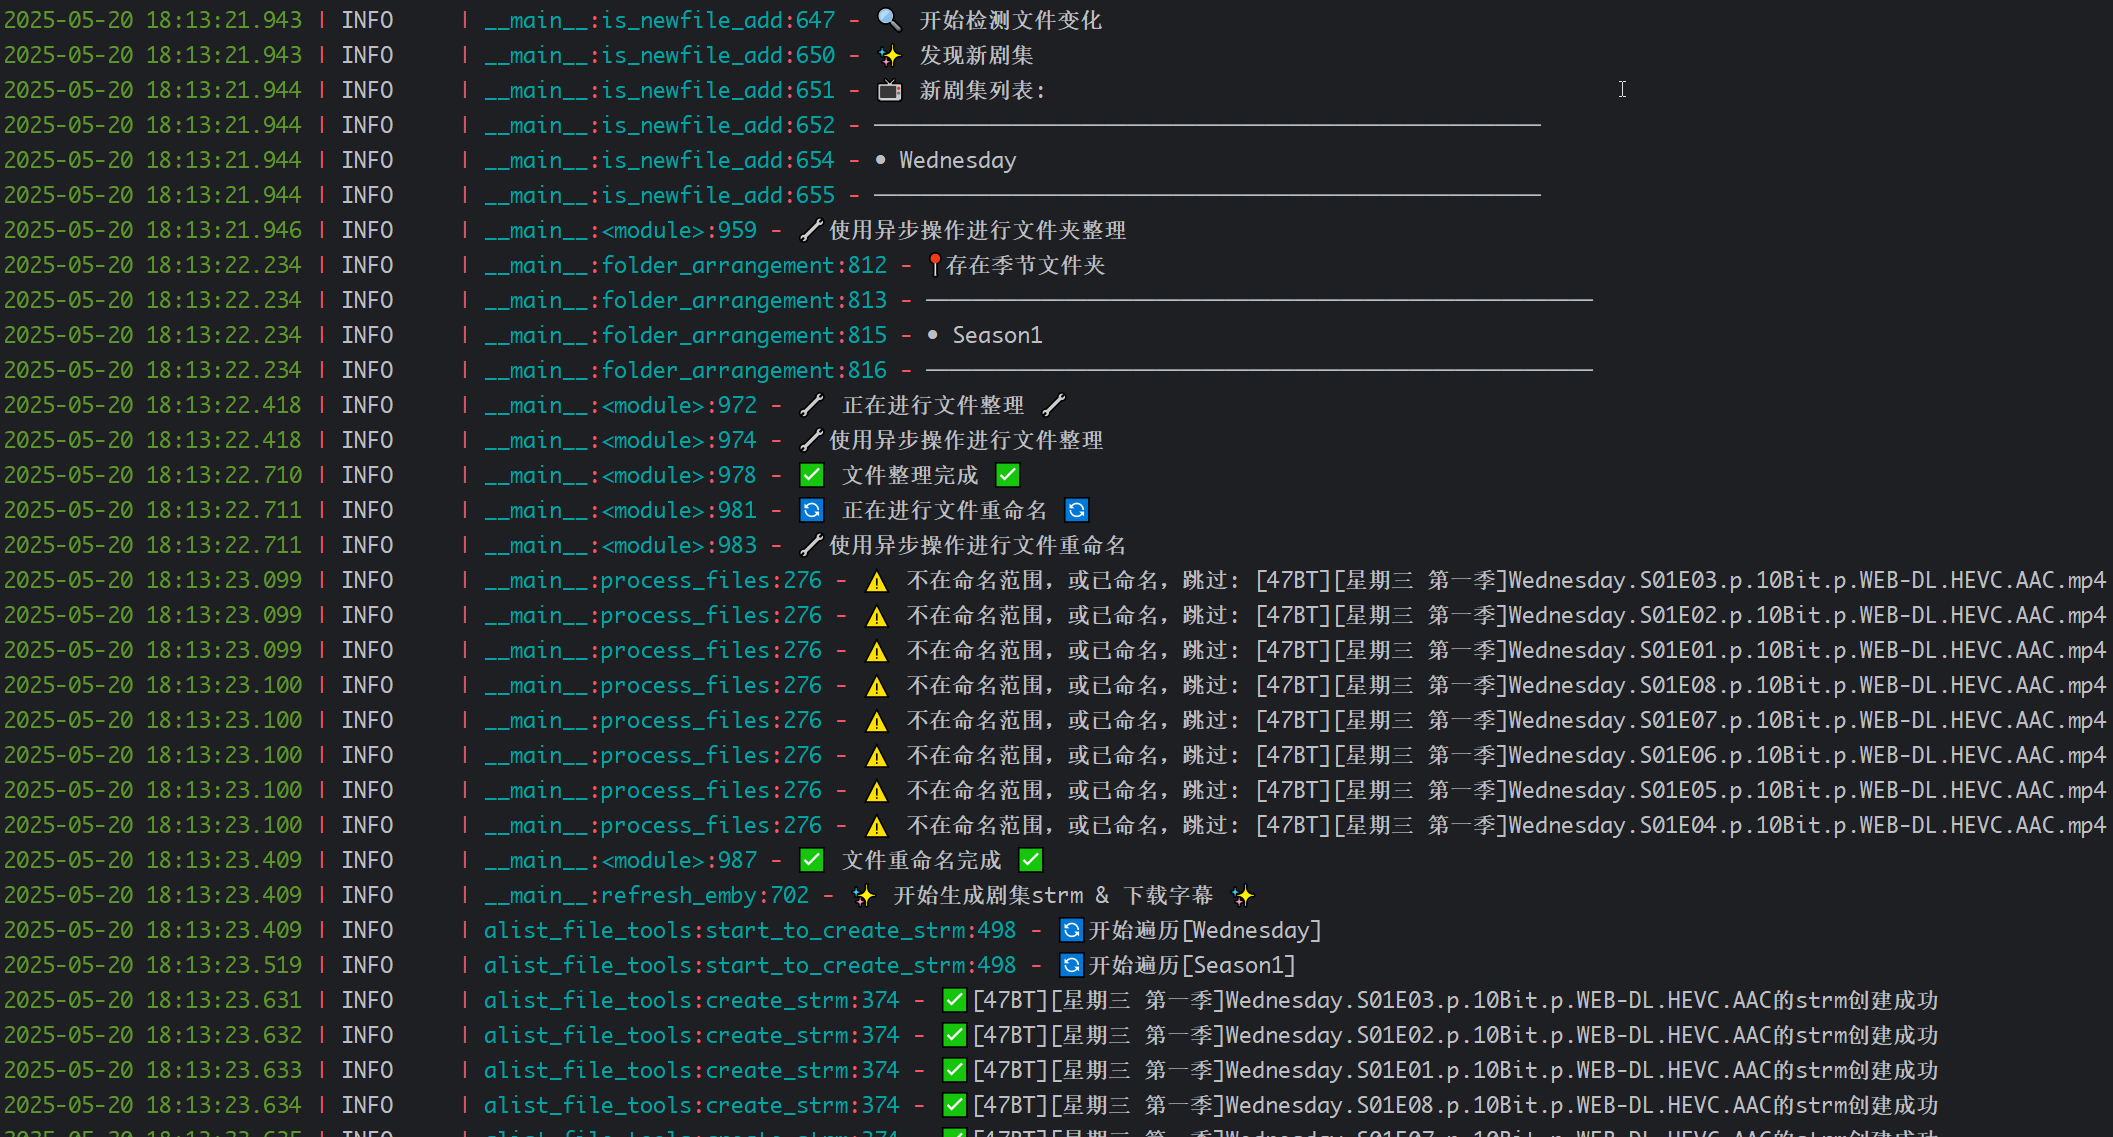 2025-05-20 18:13:21.943 | INFO     | __main__:is_newfile_add:647 - 🔍 开始检测文件变化
2025-05-20 18:13:21.943 | INFO     | __main__:is_newfile_add:650 - ✨ 发现新剧集
2025-05-20 18:13:21.944 | INFO     | __main__:is_newfile_add:651 - 📺 新剧集列表:
2025-05-20 18:13:21.944 | INFO     | __main__:is_newfile_add:652 - ──────────────────────────────
2025-05-20 18:13:21.944 | INFO     | __main__:is_newfile_add:654 - • Wednesday
2025-05-20 18:13:21.944 | INFO     | __main__:is_newfile_add:655 - ──────────────────────────────
2025-05-20 18:13:21.946 | INFO     | __main__:<module>:959 - 🔧使用异步操作进行文件夹整理
2025-05-20 18:13:22.234 | INFO     | __main__:folder_arrangement:812 - 📍存在季节文件夹
2025-05-20 18:13:22.234 | INFO     | __main__:folder_arrangement:813 - ──────────────────────────────
2025-05-20 18:13:22.234 | INFO     | __main__:folder_arrangement:815 - • Season1
2025-05-20 18:13:22.234 | INFO     | __main__:folder_arrangement:816 - ──────────────────────────────
2025-05-20 18:13:22.418 | INFO     | __main__:<module>:972 - 🔧 正在进行文件整理 🔧
2025-05-20 18:13:22.418 | INFO     | __main__:<module>:974 - 🔧使用异步操作进行文件整理
2025-05-20 18:13:22.710 | INFO     | __main__:<module>:978 - ✅ 文件整理完成 ✅
2025-05-20 18:13:22.711 | INFO     | __main__:<module>:981 - 🔄 正在进行文件重命名 🔄
2025-05-20 18:13:22.711 | INFO     | __main__:<module>:983 - 🔧使用异步操作进行文件重命名
2025-05-20 18:13:23.099 | INFO     | __main__:process_files:276 - ⚠️ 不在命名范围，或已命名，跳过: [47BT][星期三 第一季]Wednesday.S01E03.p.10Bit.p.WEB-DL.HEVC.AAC.mp4
2025-05-20 18:13:23.099 | INFO     | __main__:process_files:276 - ⚠️ 不在命名范围，或已命名，跳过: [47BT][星期三 第一季]Wednesday.S01E02.p.10Bit.p.WEB-DL.HEVC.AAC.mp4
2025-05-20 18:13:23.099 | INFO     | __main__:process_files:276 - ⚠️ 不在命名范围，或已命名，跳过: [47BT][星期三 第一季]Wednesday.S01E01.p.10Bit.p.WEB-DL.HEVC.AAC.mp4
2025-05-20 18:13:23.100 | INFO     | __main__:process_files:276 - ⚠️ 不在命名范围，或已命名，跳过: [47BT][星期三 第一季]Wednesday.S01E08.p.10Bit.p.WEB-DL.HEVC.AAC.mp4
2025-05-20 18:13:23.100 | INFO     | __main__:process_files:276 - ⚠️ 不在命名范围，或已命名，跳过: [47BT][星期三 第一季]Wednesday.S01E07.p.10Bit.p.WEB-DL.HEVC.AAC.mp4
2025-05-20 18:13:23.100 | INFO     | __main__:process_files:276 - ⚠️ 不在命名范围，或已命名，跳过: [47BT][星期三 第一季]Wednesday.S01E06.p.10Bit.p.WEB-DL.HEVC.AAC.mp4
2025-05-20 18:13:23.100 | INFO     | __main__:process_files:276 - ⚠️ 不在命名范围，或已命名，跳过: [47BT][星期三 第一季]Wednesday.S01E05.p.10Bit.p.WEB-DL.HEVC.AAC.mp4
2025-05-20 18:13:23.100 | INFO     | __main__:process_files:276 - ⚠️ 不在命名范围，或已命名，跳过: [47BT][星期三 第一季]Wednesday.S01E04.p.10Bit.p.WEB-DL.HEVC.AAC.mp4
2025-05-20 18:13:23.409 | INFO     | __main__:<module>:987 - ✅ 文件重命名完成 ✅
2025-05-20 18:13:23.409 | INFO     | __main__:refresh_emby:702 - ✨ 开始生成剧集strm & 下载字幕 ✨
2025-05-20 18:13:23.409 | INFO     | alist_file_tools:start_to_create_strm:498 - 🔄开始遍历[Wednesday]
2025-05-20 18:13:23.519 | INFO     | alist_file_tools:start_to_create_strm:498 - 🔄开始遍历[Season1]
2025-05-20 18:13:23.631 | INFO     | alist_file_tools:create_strm:374 - ✅[47BT][星期三 第一季]Wednesday.S01E03.p.10Bit.p.WEB-DL.HEVC.AAC的strm创建成功
2025-05-20 18:13:23.632 | INFO     | alist_file_tools:create_strm:374 - ✅[47BT][星期三 第一季]Wednesday.S01E02.p.10Bit.p.WEB-DL.HEVC.AAC的strm创建成功
2025-05-20 18:13:23.633 | INFO     | alist_file_tools:create_strm:374 - ✅[47BT][星期三 第一季]Wednesday.S01E01.p.10Bit.p.WEB-DL.HEVC.AAC的strm创建成功
2025-05-20 18:13:23.634 | INFO     | alist_file_tools:create_strm:374 - ✅[47BT][星期三 第一季]Wednesday.S01E08.p.10Bit.p.WEB-DL.HEVC.AAC的strm创建成功